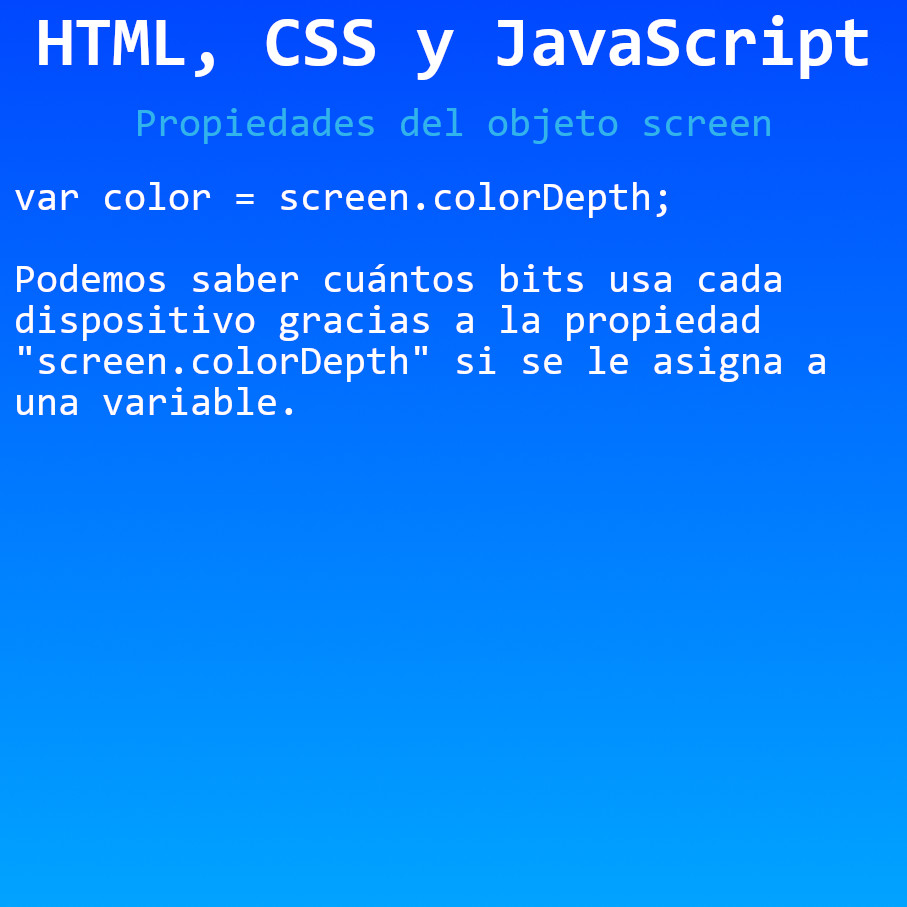 HTML, CSS y JavaScript
Propiedades del objeto screen
var color = screen.colorDepth;
Podemos saber cuántos bits usa cada
dispositivo gracias a la propiedad
"screen.colorDepth" si se le asigna a
una variable.